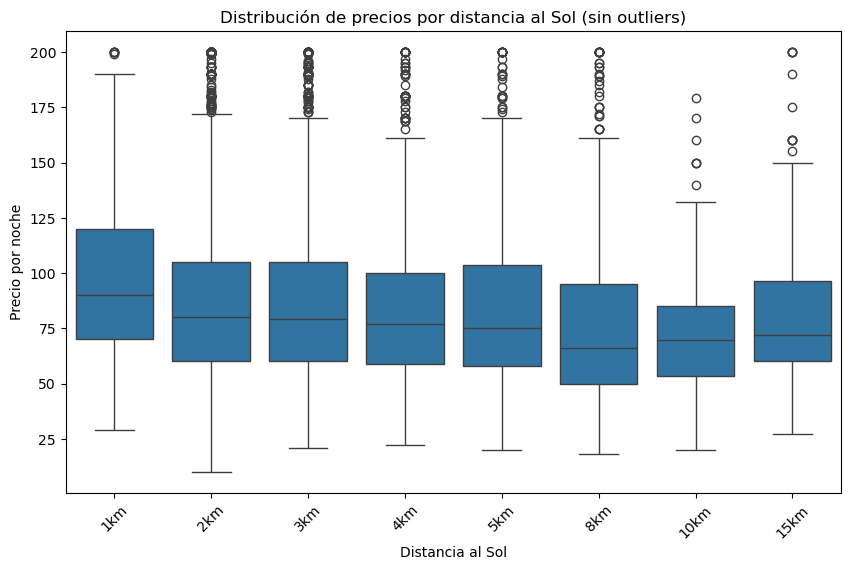 Distribución de precios por distancia al Sol (sin outliers)
Precio por noche
200
175
150
125
100
75
50
25
1km
2km
3km
4km
5km
8km
10km
15km
Distancia al Sol